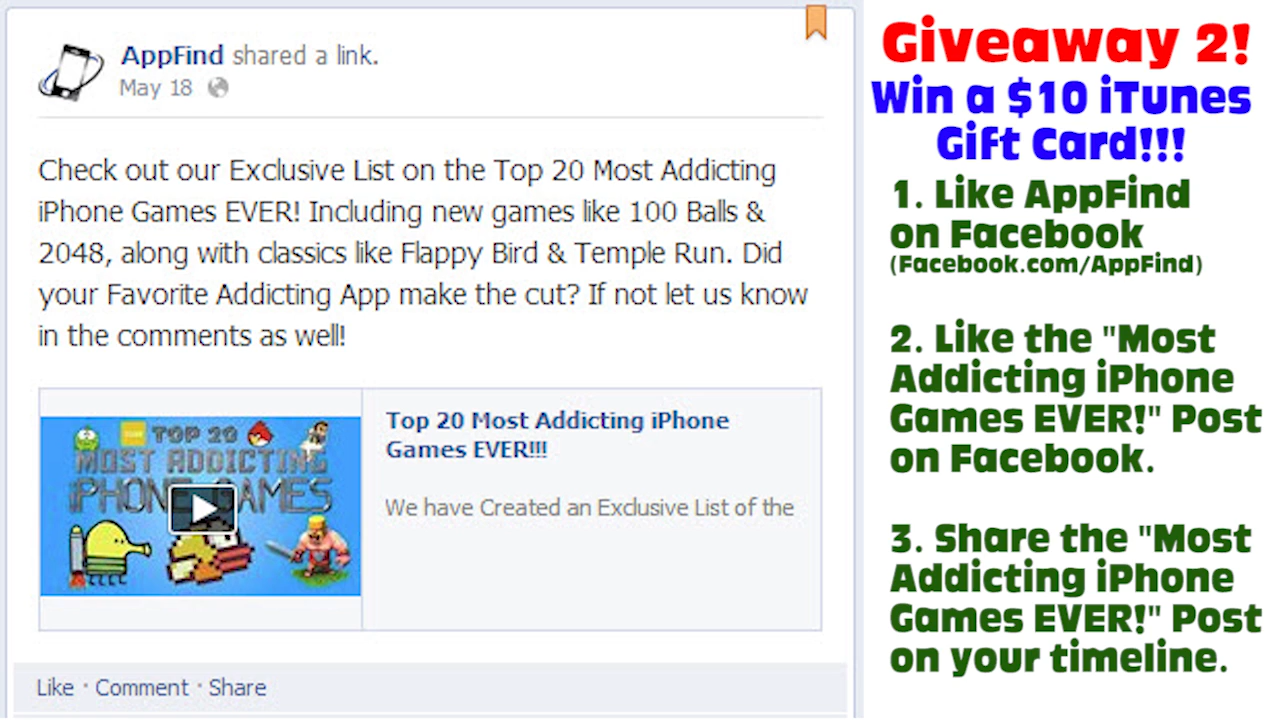 AppFind shared a link.
May 18
Check out our Exclusive List on the Top 20 Most Addicting
iPhone Games EVER! Including new games like 100 Balls &
2048, along with classics like Flappy Bird & Temple Run. Did
your Favorite Addicting App make the cut? If not let us know
in the comments as well!
TOP 20
MOST ADDICTING
iPHONE GAMES
Top 20 Most Addicting iPhone
Games EVER!!!
We have Created an Exclusive List of the
Like · Comment · Share
Giveaway 2!
Win a $10 iTunes
Gift Card!!!
1. Like AppFind
on Facebook
(Facebook.com/AppFind)
2. Like the "Most
Addicting iPhone
Games EVER!" Post
on Facebook.
3. Share the "Most
Addicting iPhone
Games EVER!" Post
on your timeline.